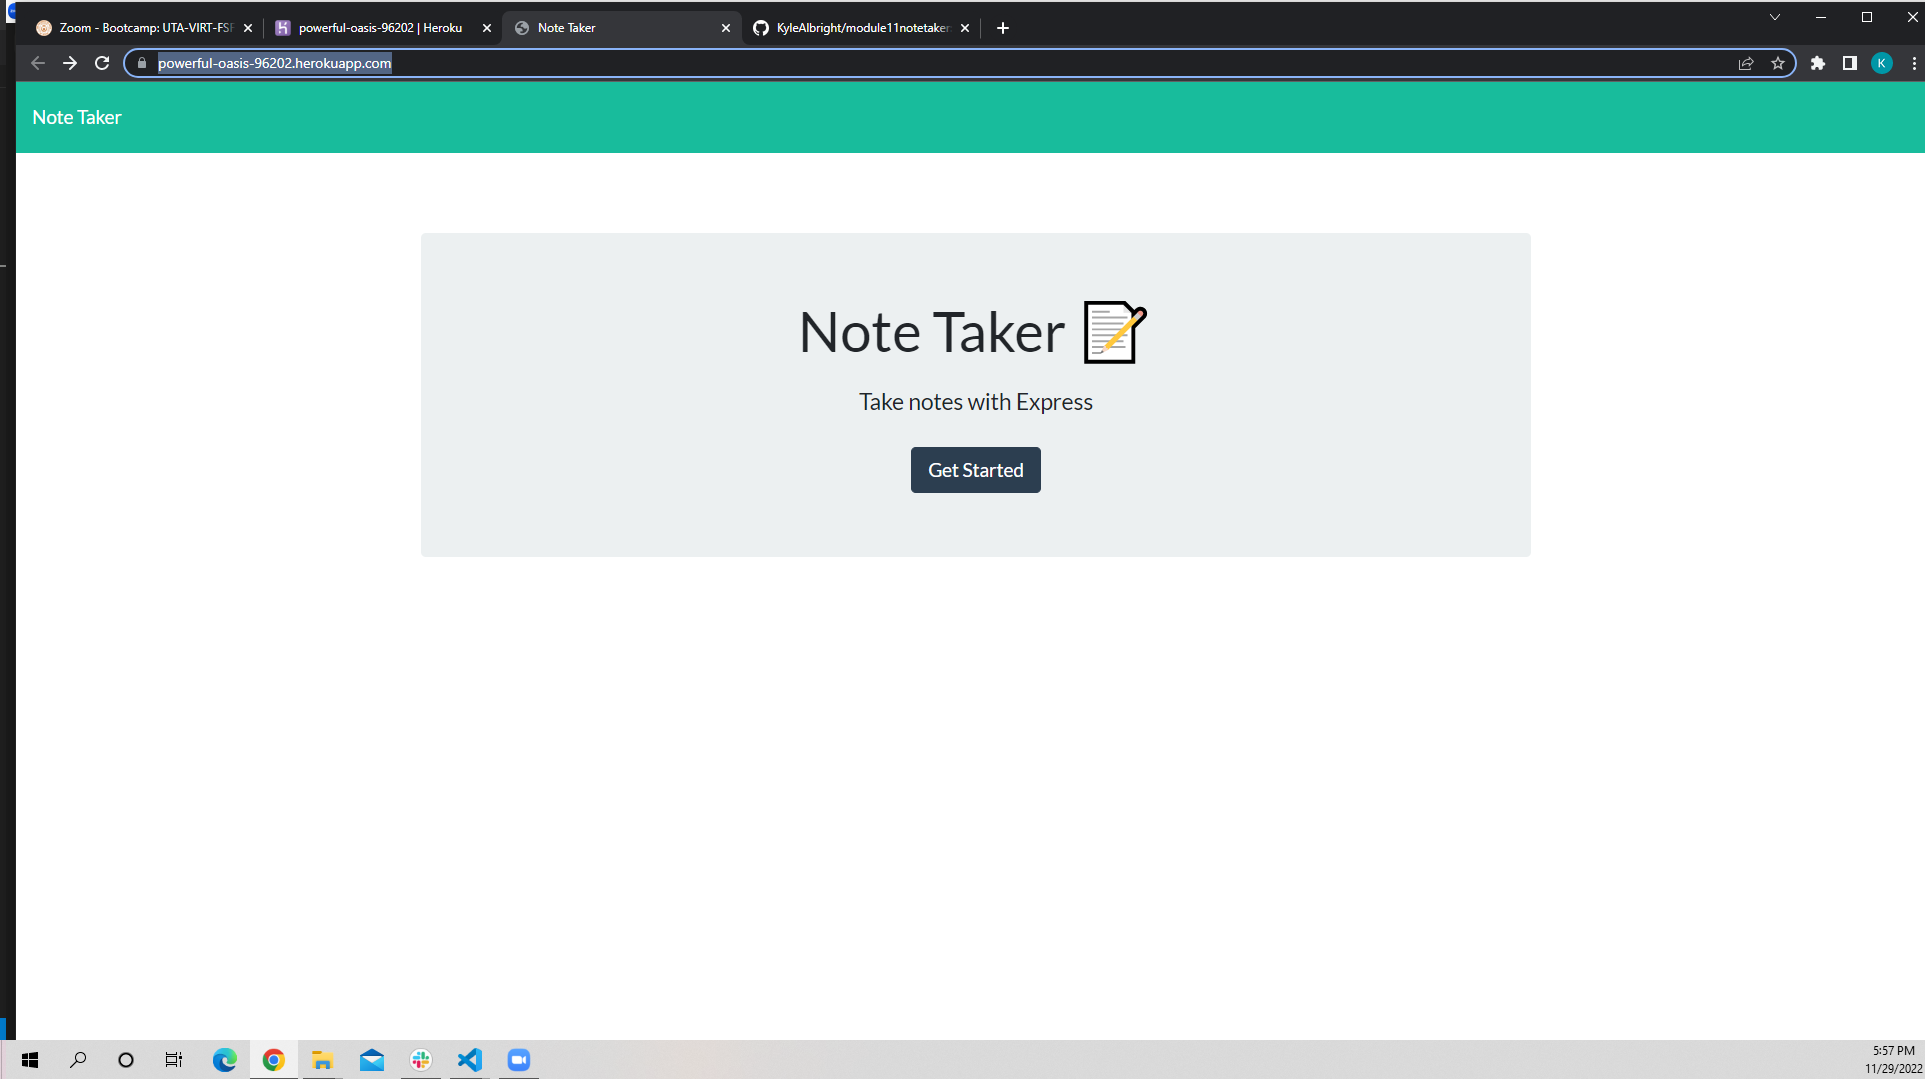 Zoom - Bootcamp: UTA-VIRT-FSF
powerful-oasis-96202 | Heroku
Note Taker
KyleAlbright/module11notetaker
powerful-oasis-96202.herokuapp.com
K
Note Taker
Note Taker
Take notes with Express
Get Started
5:57 PM
11/29/2022